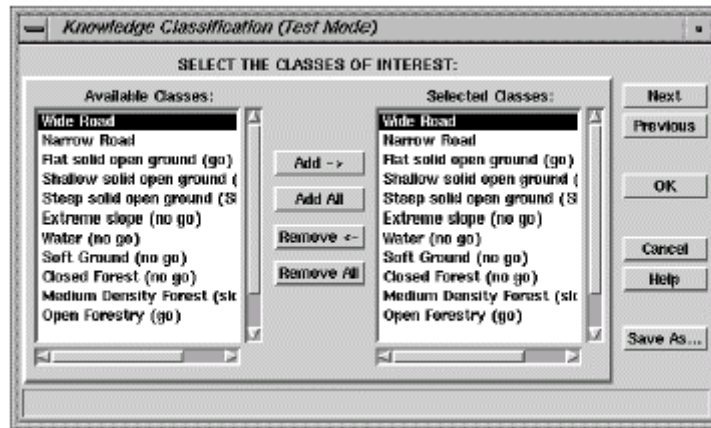 Knowledge Classification (Test Mode)
SELECT THE CLASSES OF INTEREST:
Available Classes:
Wide Road
Narrow Road
Flat solid open ground (go)
Shallow solid open ground (
Steep solid open ground (Sl
Extreme slope (no go)
Water (no go)
Soft Ground (no go)
Closed Forest (no go)
Medium Density Forest (slo
Open Forestry (go)
Add ->
Add All
Remove <-
Remove All
Selected Classes:
Wide Road
Narrow Road
Flat solid open ground (go)
Shallow solid open ground (
Steep solid open ground (Sl
Extreme slope (no go)
Water (no go)
Soft Ground (no go)
Closed Forest (no go)
Medium Density Forest (slo
Open Forestry (go)
Next
Previous
OK
Cancel
Help
Save As...